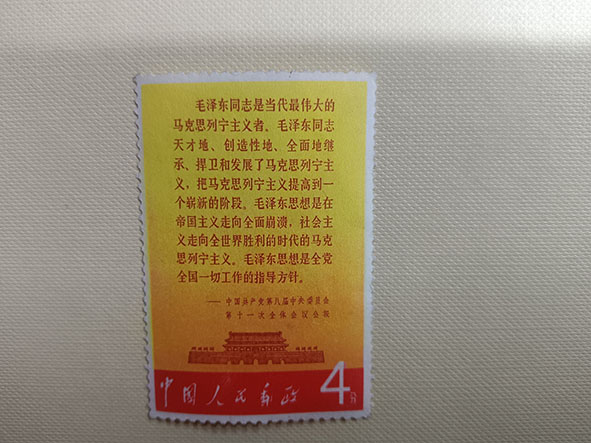 毛泽东同志是当代最伟大的
马克思列宁主义者。毛泽东同志
天才地、创造性地、全面地继
承、捍卫和发展了马克思列宁主
义，把马克思列宁主义提高到一
个崭新的阶段。毛泽东思想是在
帝国主义走向全面崩溃，社会主
义走向全世界胜利的时代的马克
思列宁主义。毛泽东思想是全党
全国一切工作的指导方针。
——中国共产党第八届中央委员会
第十一次全体会议公报
中国人民邮政 4分